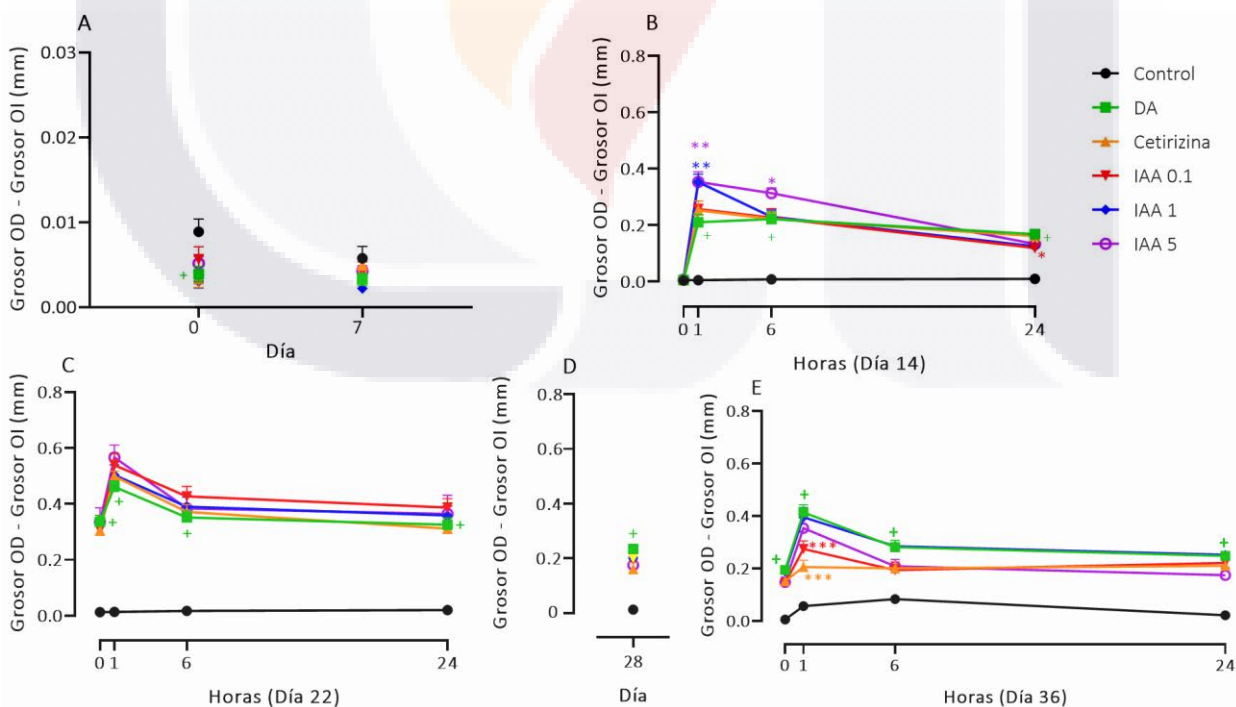 A
Grosor OD - Grosor OI (mm)
0.03
0.02
0.01
0.00
+
0
7
Día
B
Grosor OD - Grosor OI (mm)
0.8
0.6
0.4
0.2
0.0
**
**
*
+
+
+
*
0 1 6 24
Horas (Día 14)
Control
DA
Cetirizina
IAA 0.1
IAA 1
IAA 5
C
Grosor OD - Grosor OI (mm)
0.8
0.6
0.4
0.2
0.0
+
+
+
+
0 1 6 24
Horas (Día 22)
D
Grosor OD - Grosor OI (mm)
0.8
0.6
0.4
0.2
0
+
28
Día
E
Grosor OD - Grosor OI (mm)
0.8
0.6
0.4
0.2
0.0
+
+
***
***
+
+
0 1 6 24
Horas (Día 36)